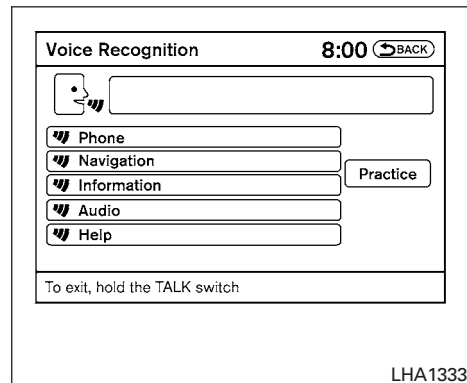 Voice Recognition 8:00 BACK
Phone
Navigation
Information
Practice
Audio
Help
To exit, hold the TALK switch
LHA1333